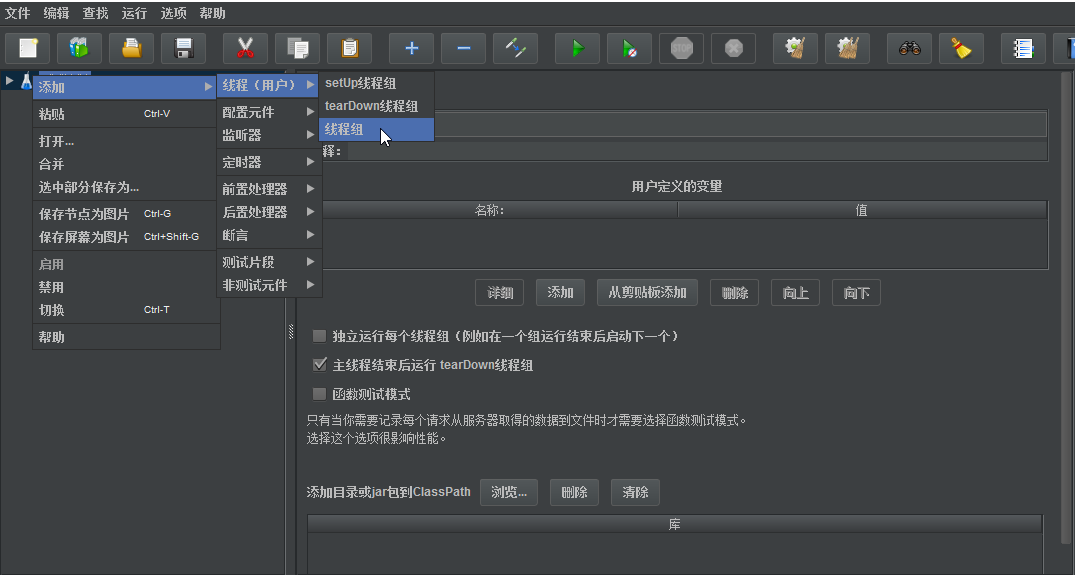 文件 编辑 查找 运行 选项 帮助
STOP
添加
粘贴 Ctrl-V
打开...
合并
选中部分保存为...
保存节点为图片 Ctrl-G
保存屏幕为图片 Ctrl+Shift-G
启用
禁用
切换 Ctrl-T
帮助
线程（用户）
配置元件
监听器
定时器
前置处理器
后置处理器
断言
测试片段
非测试元件
setUp线程组
tearDown线程组
线程组
释：
用户定义的变量
名称: 值
详细 添加 从剪贴板添加 删除 向上 向下
独立运行每个线程组（例如在一个组运行结束后启动下一个）
主线程结束后运行 tearDown线程组
函数测试模式
只有当你需要记录每个请求从服务器取得的数据到文件时才需要选择函数测试模式。
选择这个选项很影响性能。
添加目录或jar包到ClassPath 浏览... 删除 清除
库